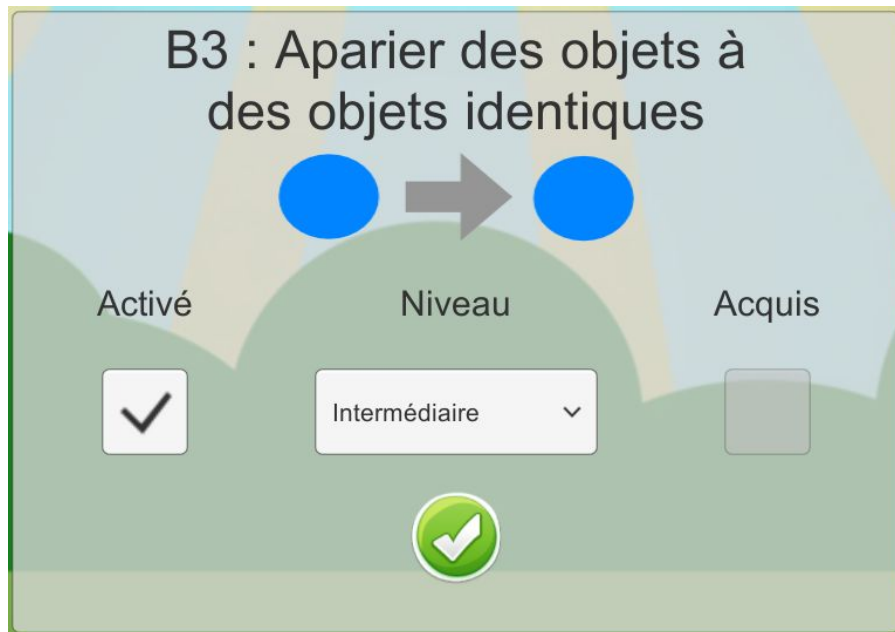 B3 : Aparier des objets à
des objets identiques
Activé
Niveau
Acquis
Intermédiaire